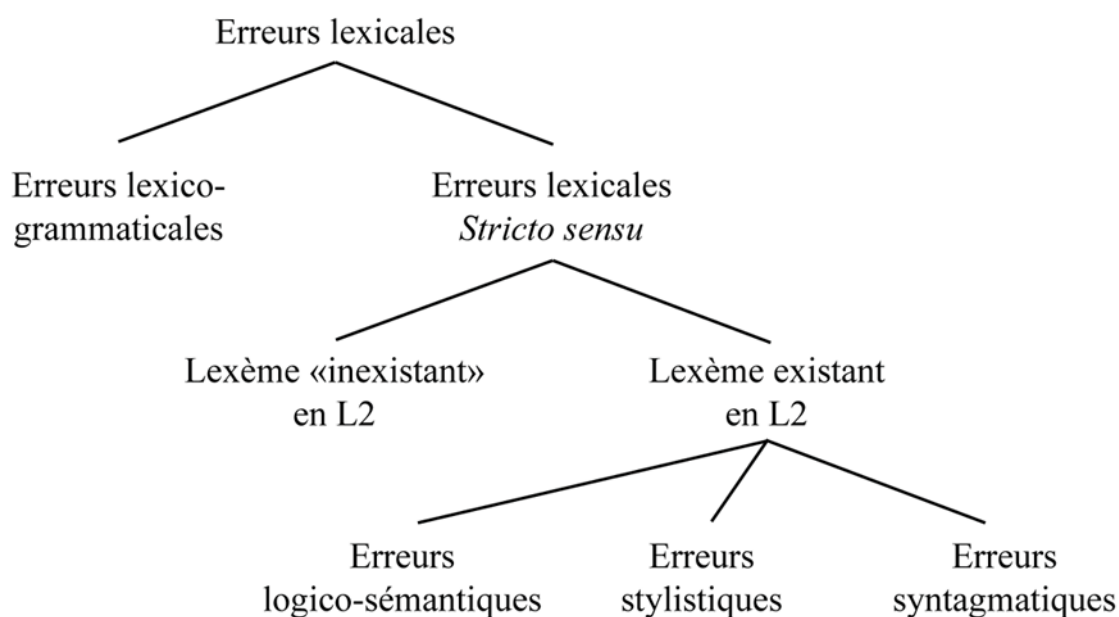 Erreurs lexicales
Erreurs lexico-
grammaticales
Erreurs lexicales
Stricto sensu
Lexème «inexistant»
en L2
Lexème existant
en L2
Erreurs
logico-sémantiques
Erreurs
stylistiques
Erreurs
syntagmatiques